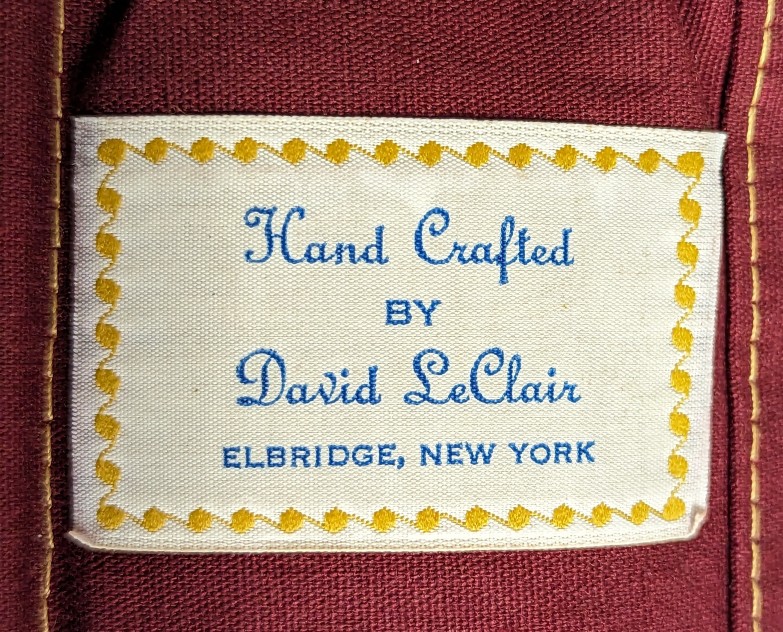 Hand Crafted
BY
David LeClair
ELBRIDGE, NEW YORK